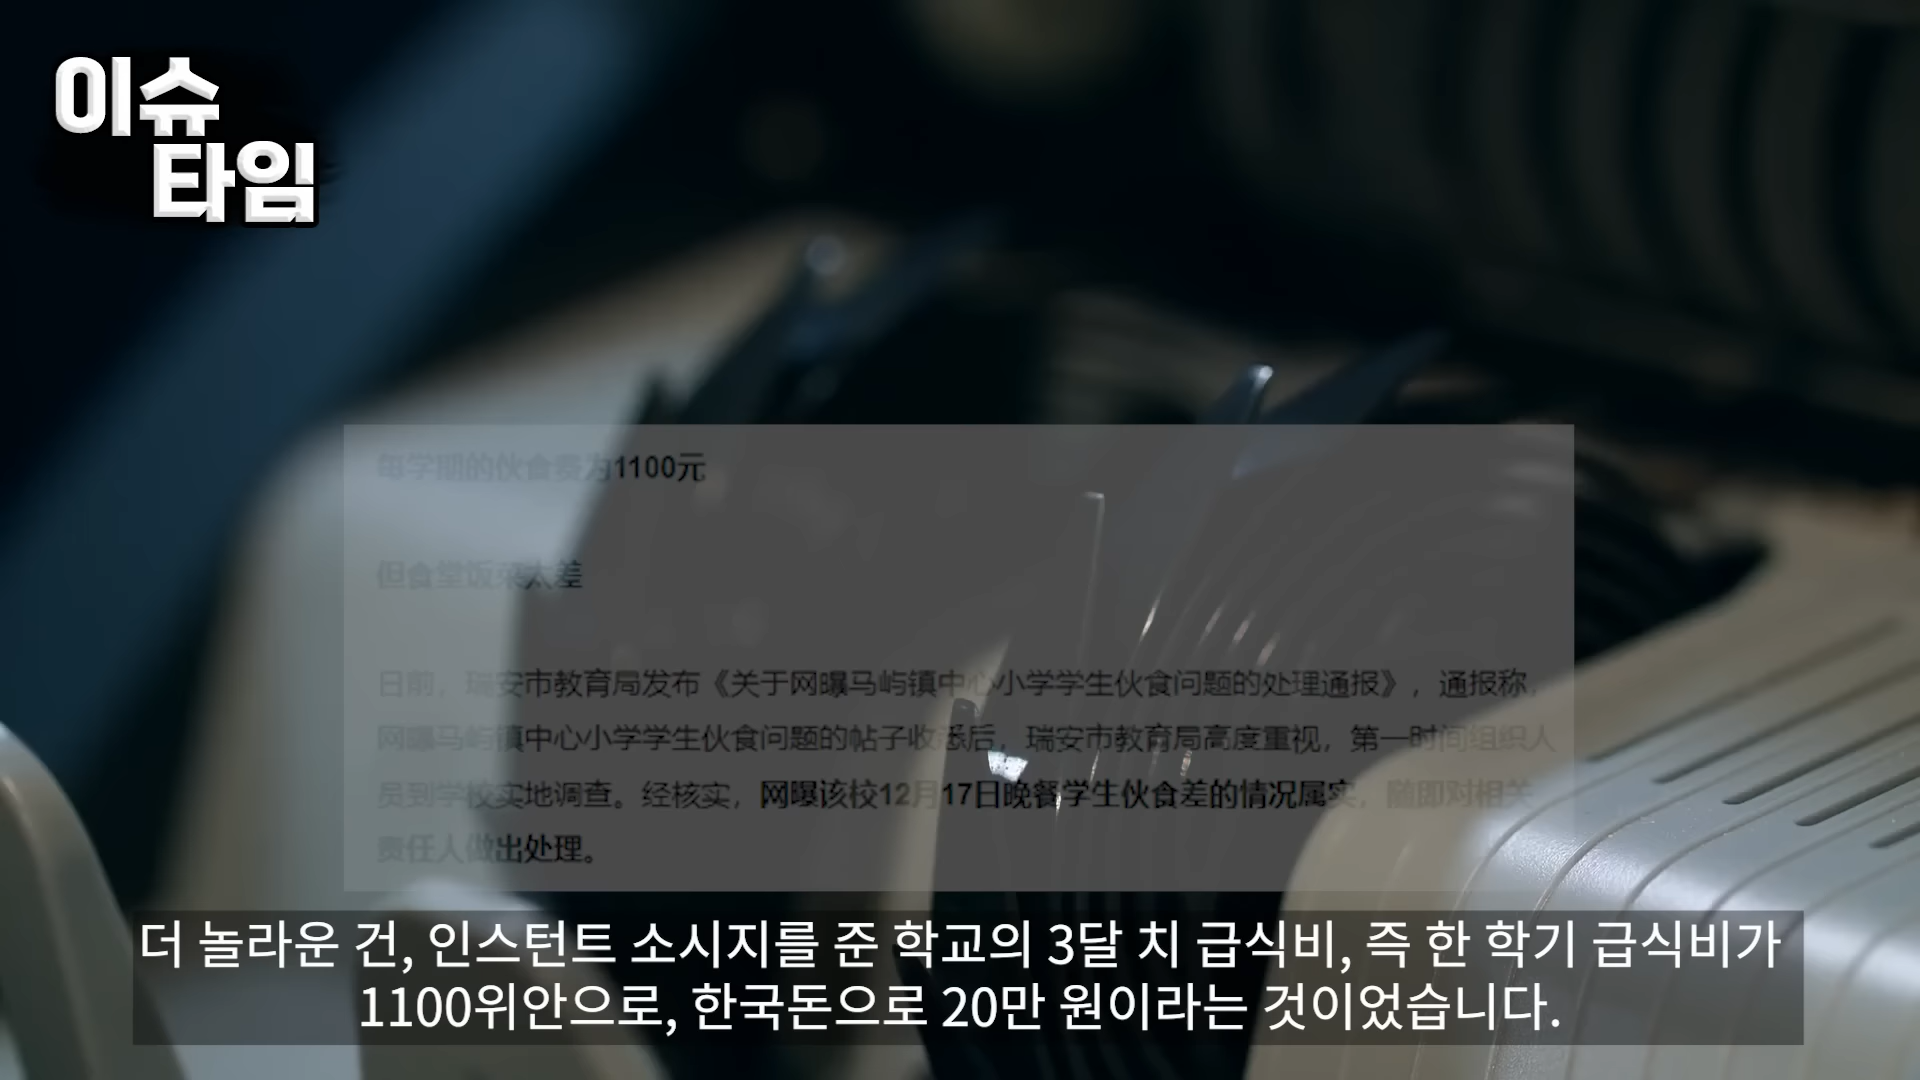 이슈
타임
每学期的伙食费为1100元
但食堂饭菜太差
日前，瑞安市教育局发布《关于网曝马屿镇中心小学学生伙食问题的处理通报》，通报称，
网曝马屿镇中心小学学生伙食问题的帖子收悉后，瑞安市教育局高度重视，第一时间组织人
员到学校实地调查。经核实，网曝该校12月17日晚餐学生伙食差的情况属实，随即对相关
责任人做出处理。
더 놀라운 건, 인스턴트 소시지를 준 학교의 3달 치 급식비, 즉 한 학기 급식비가
1100위안으로, 한국돈으로 20만 원이라는 것이었습니다.